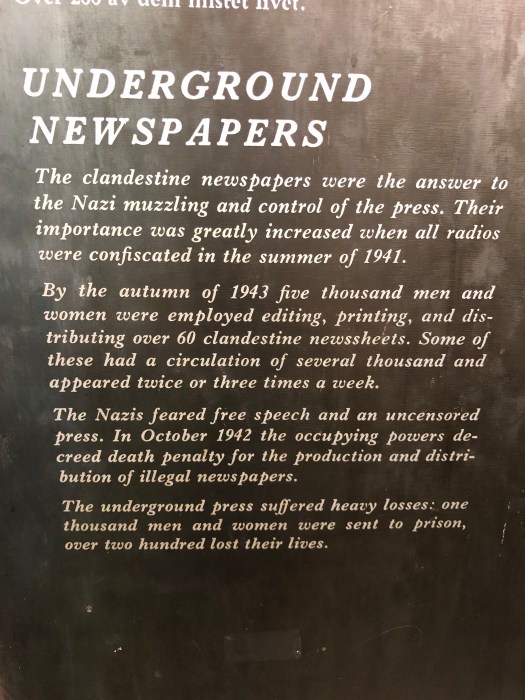 Over 200 av dem mistet livet.
UNDERGROUND
NEWSPAPERS
The clandestine newspapers were the answer to
the Nazi muzzling and control of the press. Their
importance was greatly increased when all radios
were confiscated in the summer of 1941.
By the autumn of 1943 five thousand men and
women were employed editing, printing, and dis-
tributing over 60 clandestine newssheets. Some of
these had a circulation of several thousand and
appeared twice or three times a week.
The Nazis feared free speech and an uncensored
press. In October 1942 the occupying powers de-
creed death penalty for the production and distri-
bution of illegal newspapers.
The underground press suffered heavy losses: one
thousand men and women were sent to prison,
over two hundred lost their lives.